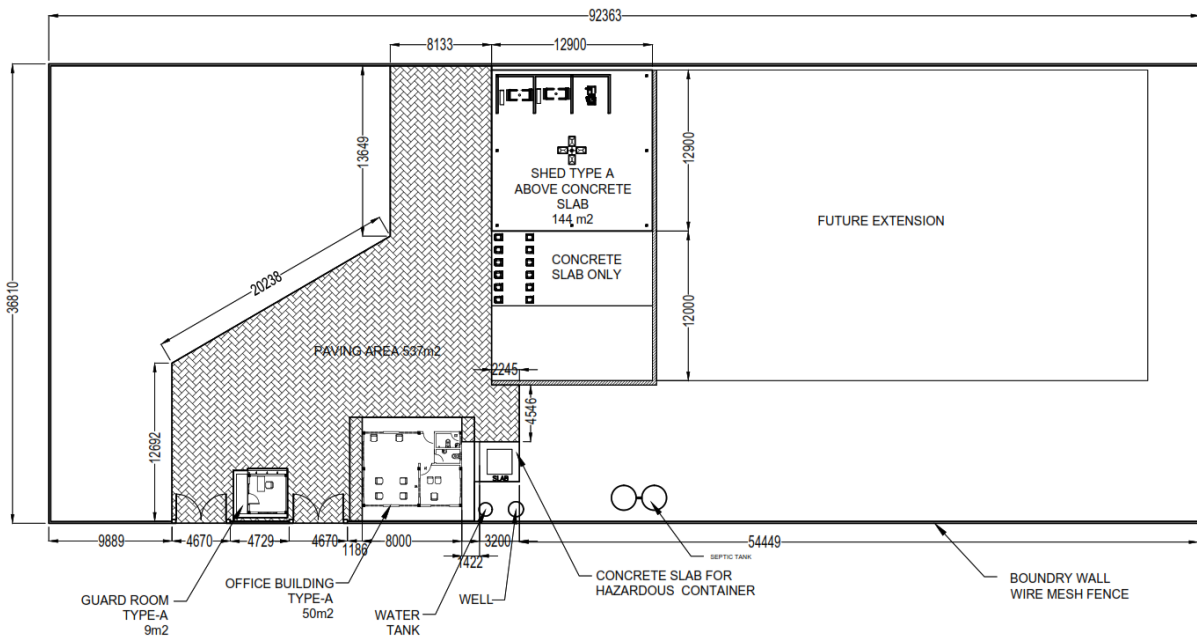 92363
8133
12900
13649
12900
SHED TYPE A
ABOVE CONCRETE
SLAB
144 m2
FUTURE EXTENSION
CONCRETE
SLAB ONLY
20238
36810
12000
PAVING AREA 537m2
2245
4546
12692
SLAB
9889
4670
4729
4670
1186
8000
1422
3200
54449
SEPTIC TANK
GUARD ROOM
TYPE-A
9m2
OFFICE BUILDING
TYPE-A
50m2
WATER
TANK
WELL
CONCRETE SLAB FOR
HAZARDOUS CONTAINER
BOUNDRY WALL
WIRE MESH FENCE